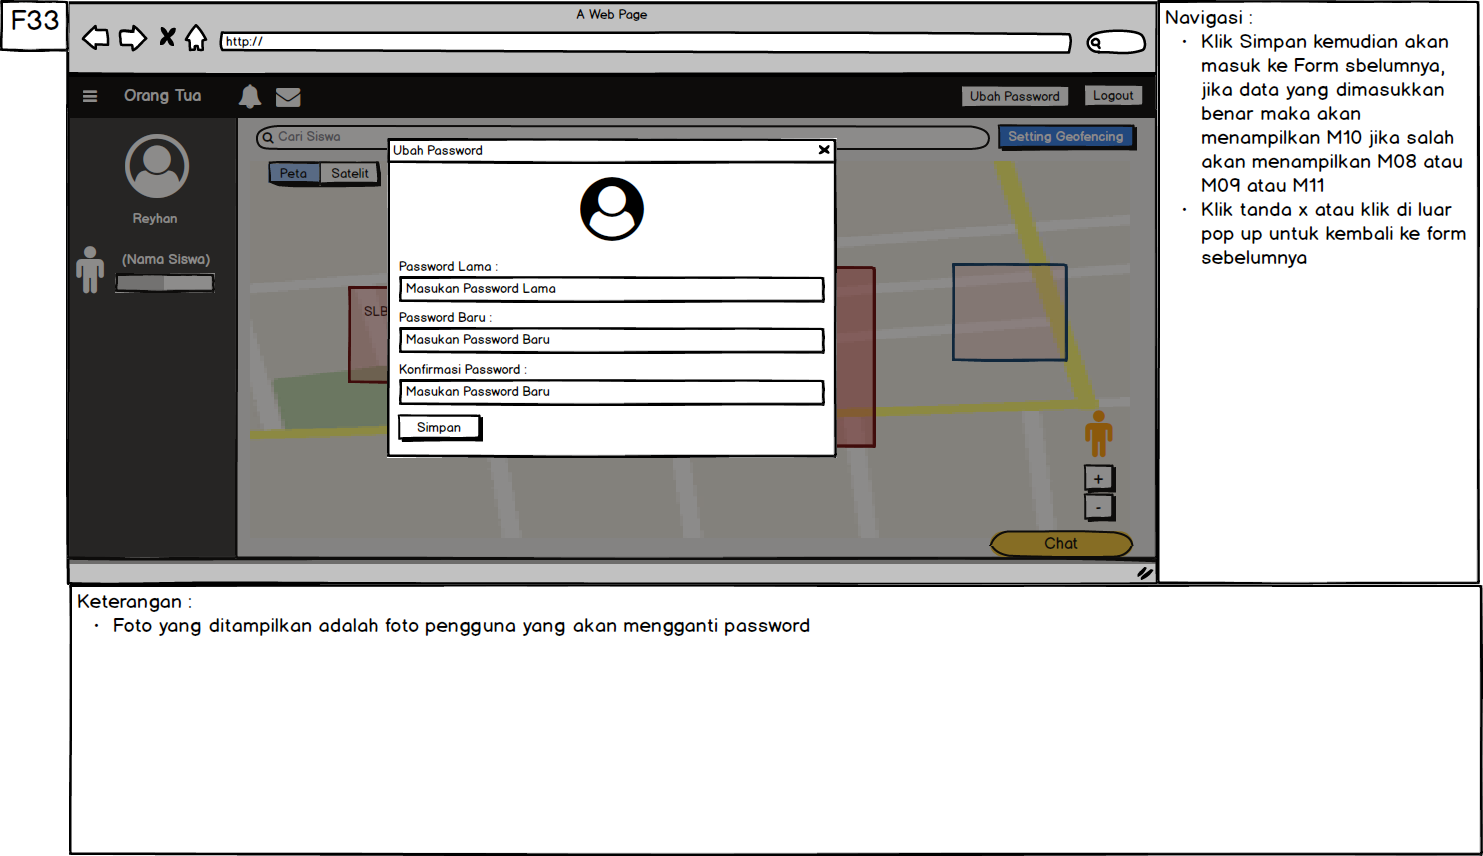 F33
A Web Page
http://
Orang Tua
Ubah Password
Logout
Reyhan
(Nama Siswa)
Cari Siswa
Setting Geofencing
Peta
Satelit
SLB
Ubah Password
Password Lama :
Masukan Password Lama
Password Baru :
Masukan Password Baru
Konfirmasi Password :
Masukan Password Baru
Simpan
+
-
Chat
Navigasi :
• Klik Simpan kemudian akan
masuk ke Form sbelumnya,
jika data yang dimasukkan
benar maka akan
menampilkan M10 jika salah
akan menampilkan M08 atau
M09 atau M11
• Klik tanda x atau klik di luar
pop up untuk kembali ke form
sebelumnya
Keterangan :
• Foto yang ditampilkan adalah foto pengguna yang akan mengganti password